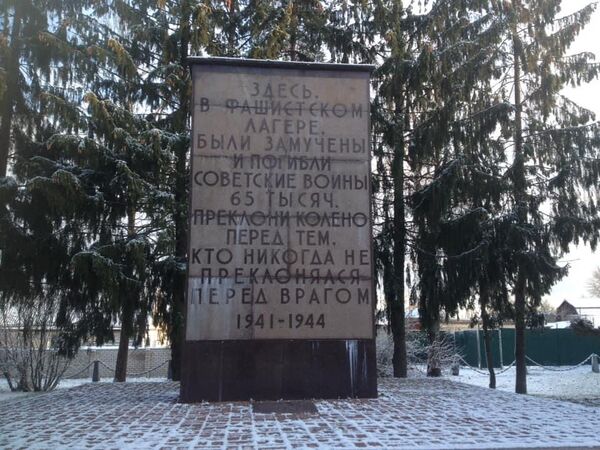 ЗДЕСЬ.
В ФАШИСТСКОМ
ЛАГЕРЕ.
БЫЛИ ЗАМУЧЕНЫ
И ПОГИБЛИ
СОВЕТСКИЕ ВОИНЫ
65 ТЫСЯЧ.
ПРЕКЛОНИ КОЛЕНО
ПЕРЕД ТЕМ.
КТО НИКОГДА НЕ
ПРЕКЛОНЯЛСЯ
ПЕРЕД ВРАГОМ
1941-1944